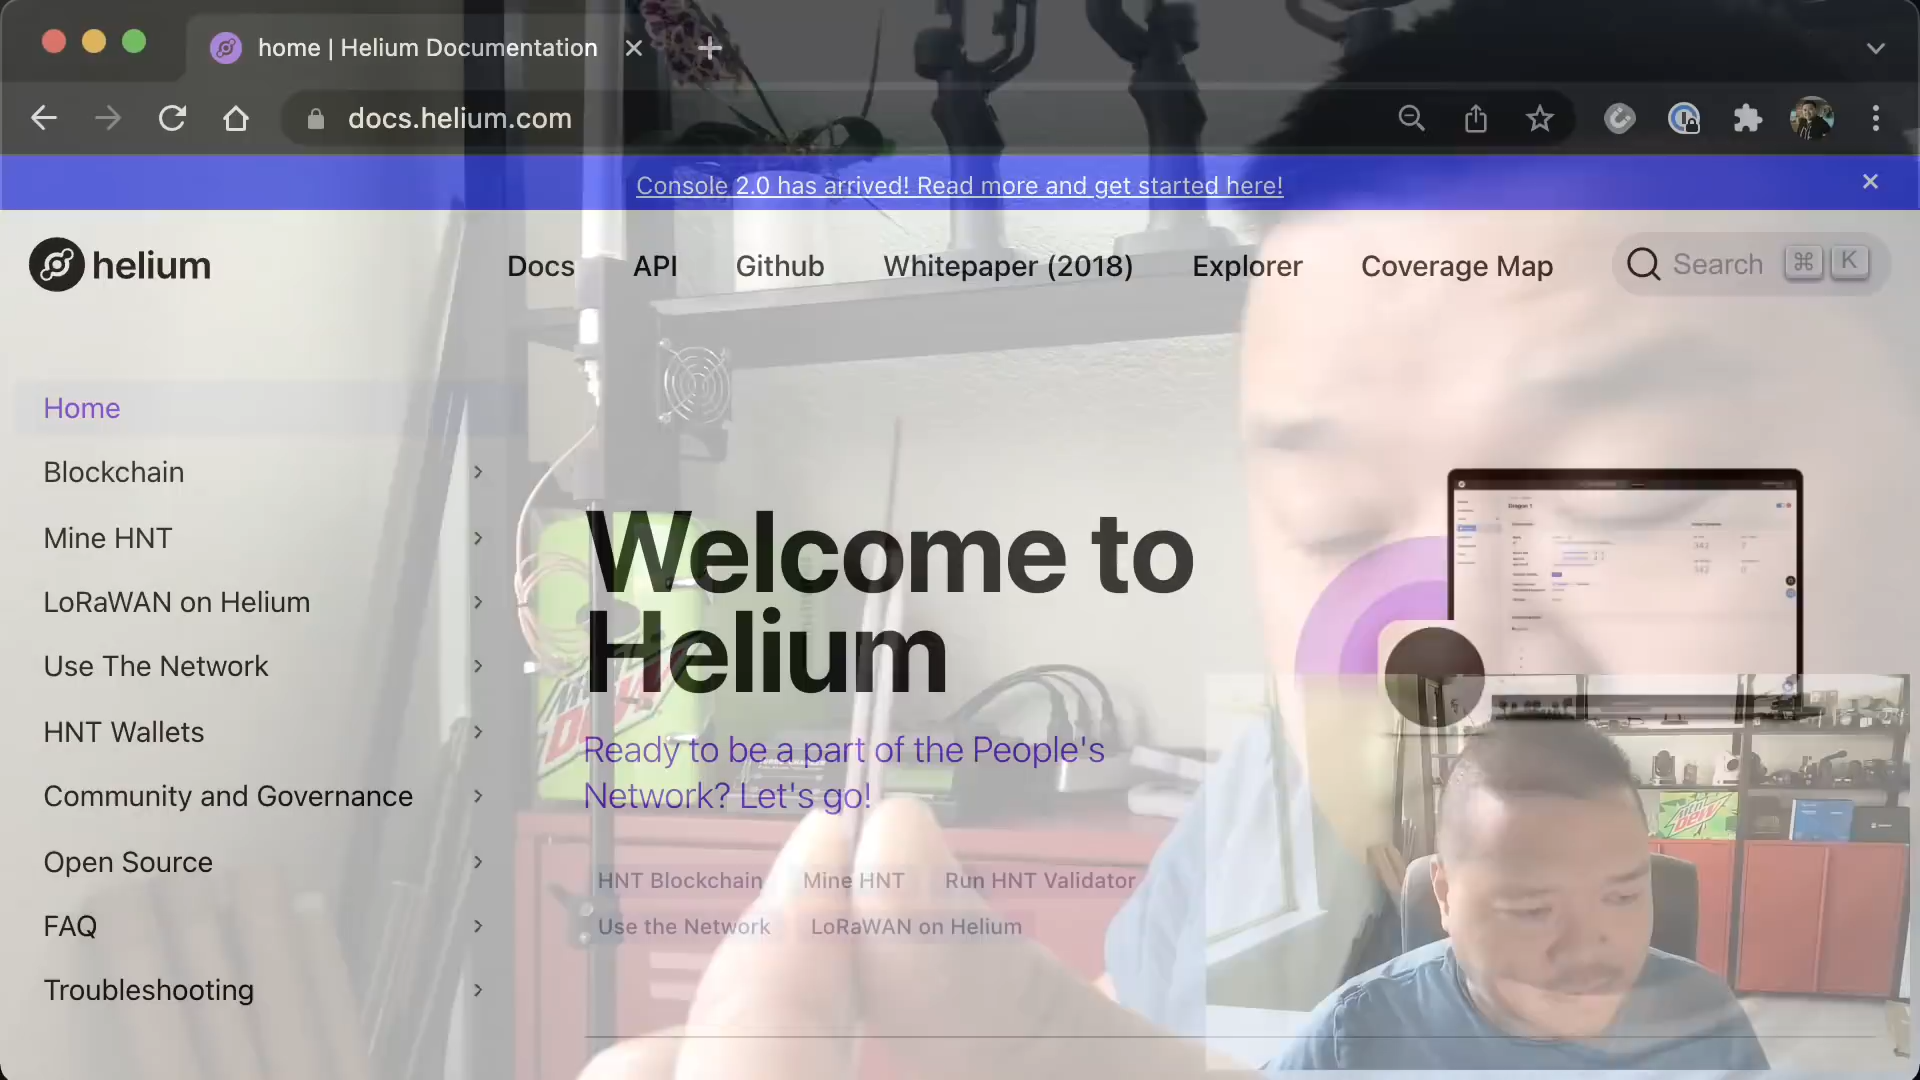 home | Helium Documentation
docs.helium.com
Console 2.0 has arrived! Read more and get started here!
helium
Docs
API
Github
Whitepaper (2018)
Explorer
Coverage Map
Search
⌘ K
Home
Blockchain
Mine HNT
LoRaWAN on Helium
Use The Network
HNT Wallets
Community and Governance
Open Source
FAQ
Troubleshooting
Welcome to
Helium
Ready to be a part of the People's
Network? Let's go!
HNT Blockchain
Mine HNT
Run HNT Validator
Use the Network
LoRaWAN on Helium